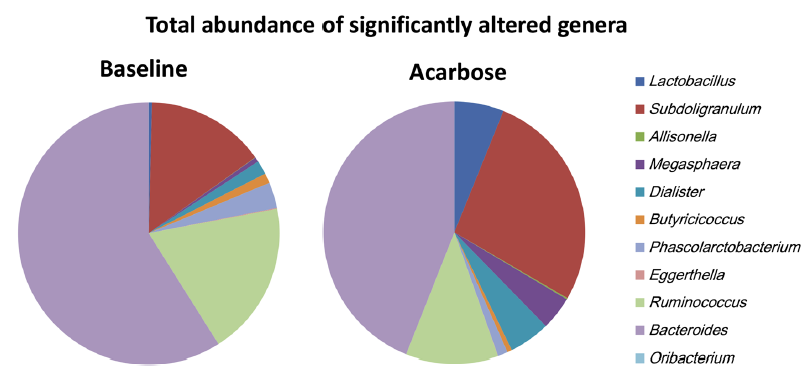 Total abundance of significantly altered genera
Baseline
Acarbose
Lactobacillus
Subdoligranulum
Allisonella
Megasphaera
Dialister
Butyricicoccus
Phascolarctobacterium
Eggerthella
Ruminococcus
Bacteroides
Oribacterium